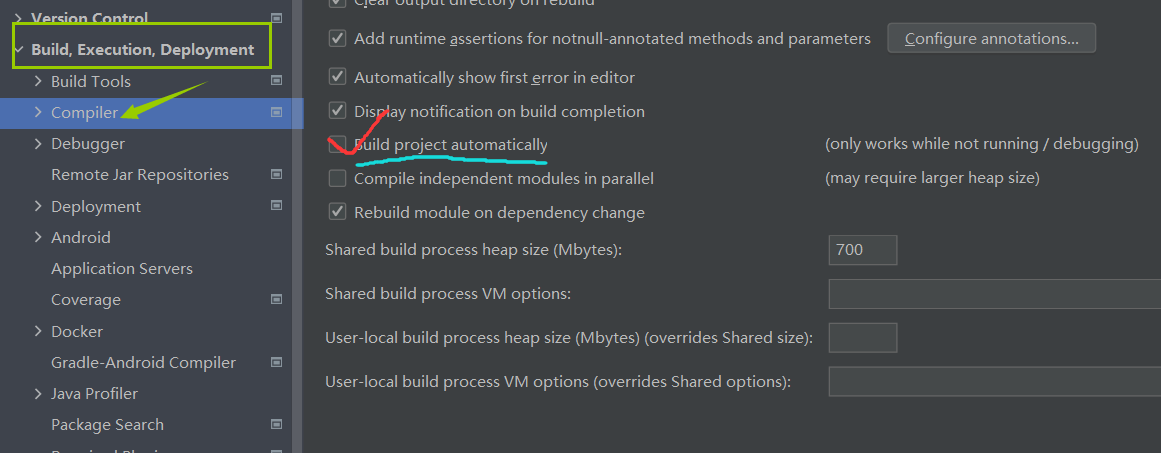 Version Control
Build, Execution, Deployment
Build Tools
Compiler
Debugger
Remote Jar Repositories
Deployment
Android
Application Servers
Coverage
Docker
Gradle-Android Compiler
Java Profiler
Package Search
Clear output directory on rebuild
Add runtime assertions for notnull-annotated methods and parameters Configure annotations...
Automatically show first error in editor
Display notification on build completion
Build project automatically (only works while not running / debugging)
Compile independent modules in parallel (may require larger heap size)
Rebuild module on dependency change
Shared build process heap size (Mbytes): 700
Shared build process VM options:
User-local build process heap size (Mbytes) (overrides Shared size):
User-local build process VM options (overrides Shared options):